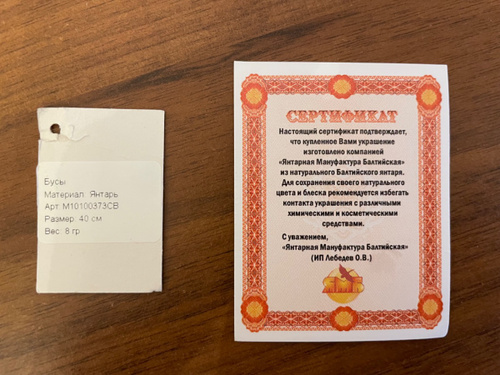 Бусы
Материал: Янтарь
Арт: М10100373СВ
Размер: 40 см
Вес: 8 гр
СЕРТИФИКАТ
Настоящий сертификат подтверждает,
что купленное Вами украшение
изготовлено компанией
«Янтарная Мануфактура Балтийская»
из натурального Балтийского янтаря.
Для сохранения своего натурального
цвета и блеска рекомендуется избегать
контакта украшения с различными
химическими и косметическими
средствами.
С уважением,
«Янтарная Мануфактура Балтийская»
(ИП Лебедев О.В.)